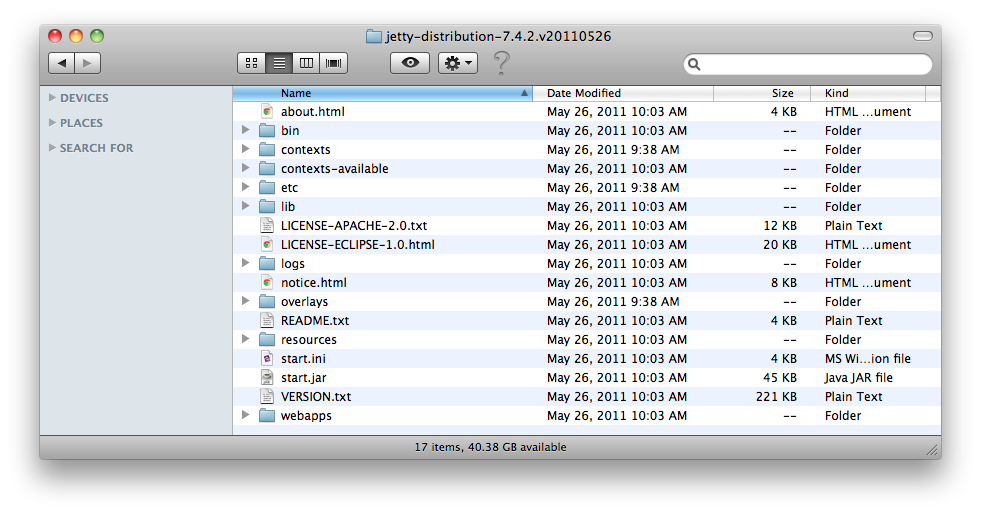 jetty-distribution-7.4.2.v20110526
?
DEVICES
PLACES
SEARCH FOR
Name Date Modified Size Kind
about.html May 26, 2011 10:03 AM 4 KB HTML ...ument
bin May 26, 2011 10:03 AM -- Folder
contexts May 26, 2011 9:38 AM -- Folder
contexts-available May 26, 2011 10:03 AM -- Folder
etc May 26, 2011 9:38 AM -- Folder
lib May 26, 2011 10:03 AM -- Folder
LICENSE-APACHE-2.0.txt May 26, 2011 10:03 AM 12 KB Plain Text
LICENSE-ECLIPSE-1.0.html May 26, 2011 10:03 AM 20 KB HTML ...ument
logs May 26, 2011 10:03 AM -- Folder
notice.html May 26, 2011 10:03 AM 8 KB HTML ...ument
overlays May 26, 2011 9:38 AM -- Folder
README.txt May 26, 2011 10:03 AM 4 KB Plain Text
resources May 26, 2011 10:03 AM -- Folder
start.ini May 26, 2011 10:03 AM 4 KB MS Wi...ion file
start.jar May 26, 2011 10:03 AM 45 KB Java JAR file
VERSION.txt May 26, 2011 10:03 AM 221 KB Plain Text
webapps May 26, 2011 10:03 AM -- Folder
17 items, 40.38 GB available